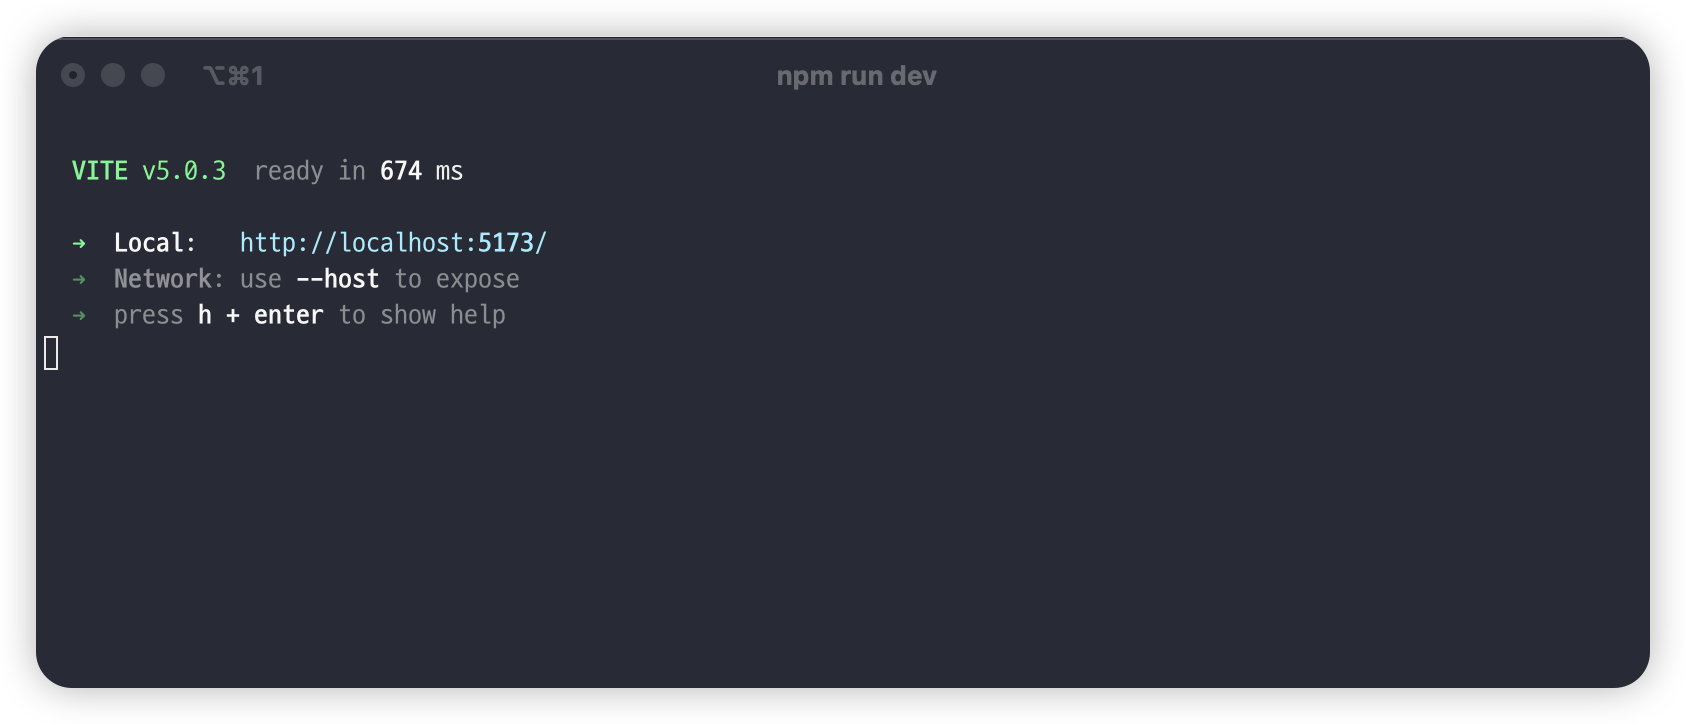 ⌥⌘1 npm run dev
VITE v5.0.3 ready in 674 ms
➜ Local: http://localhost:5173/
➜ Network: use --host to expose
➜ press h + enter to show help